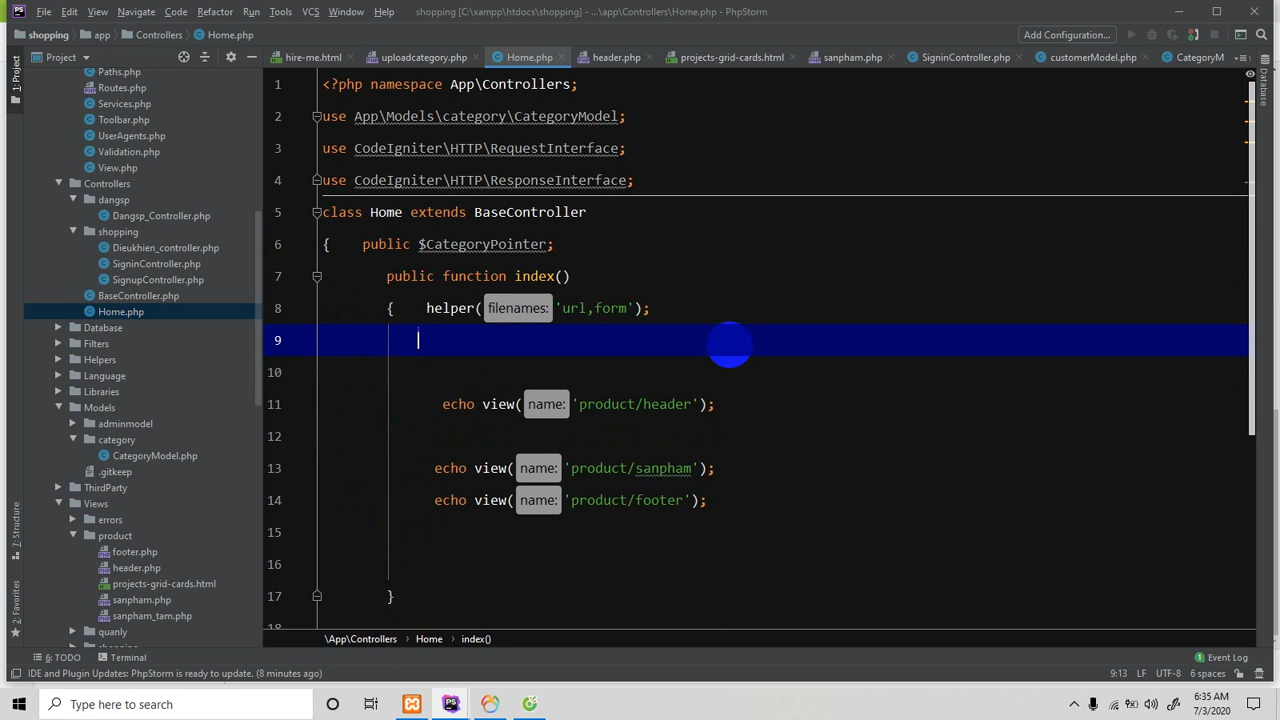 File Edit View Navigate Code Refactor Run Tools VCS Window Help shopping [C:\xampp\htdocs\shopping] - ...\app\Controllers\Home.php - PhpStorm
shopping app Controllers Home.php Add Configuration...
Project hire-me.html uploadcategory.php Home.php header.php projects-grid-cards.html sanpham.php SigninController.php customerModel.php CategoryM
1: Project
Database
Paths.php
Routes.php
Services.php
Toolbar.php
UserAgents.php
Validation.php
View.php
Controllers
dangsp
Dangsp_Controller.php
shopping
Dieukhien_controller.php
SigninController.php
SignupController.php
BaseController.php
Home.php
Database
Filters
Helpers
Language
Libraries
Models
adminmodel
category
CategoryModel.php
.gitkeep
ThirdParty
Views
errors
product
footer.php
header.php
projects-grid-cards.html
sanpham.php
sanpham_tam.php
quanly
7: Structure
2: Favorites
1 <?php namespace App\Controllers;
2 use App\Models\category\CategoryModel;
3 use CodeIgniter\HTTP\RequestInterface;
4 use CodeIgniter\HTTP\ResponseInterface;
5 class Home extends BaseController
6 { public $CategoryPointer;
7 public function index()
8 { helper( filenames: 'url,form');
9
10
11 echo view( name: 'product/header');
12
13 echo view( name: 'product/sanpham');
14 echo view( name: 'product/footer');
15
16
17 }
18
\App\Controllers Home index()
6: TODO Terminal 1 Event Log
IDE and Plugin Updates: PhpStorm is ready to update. (8 minutes ago) 9:13 LF UTF-8 6 spaces
Type here to search PS 6:35 AM
7/3/2020